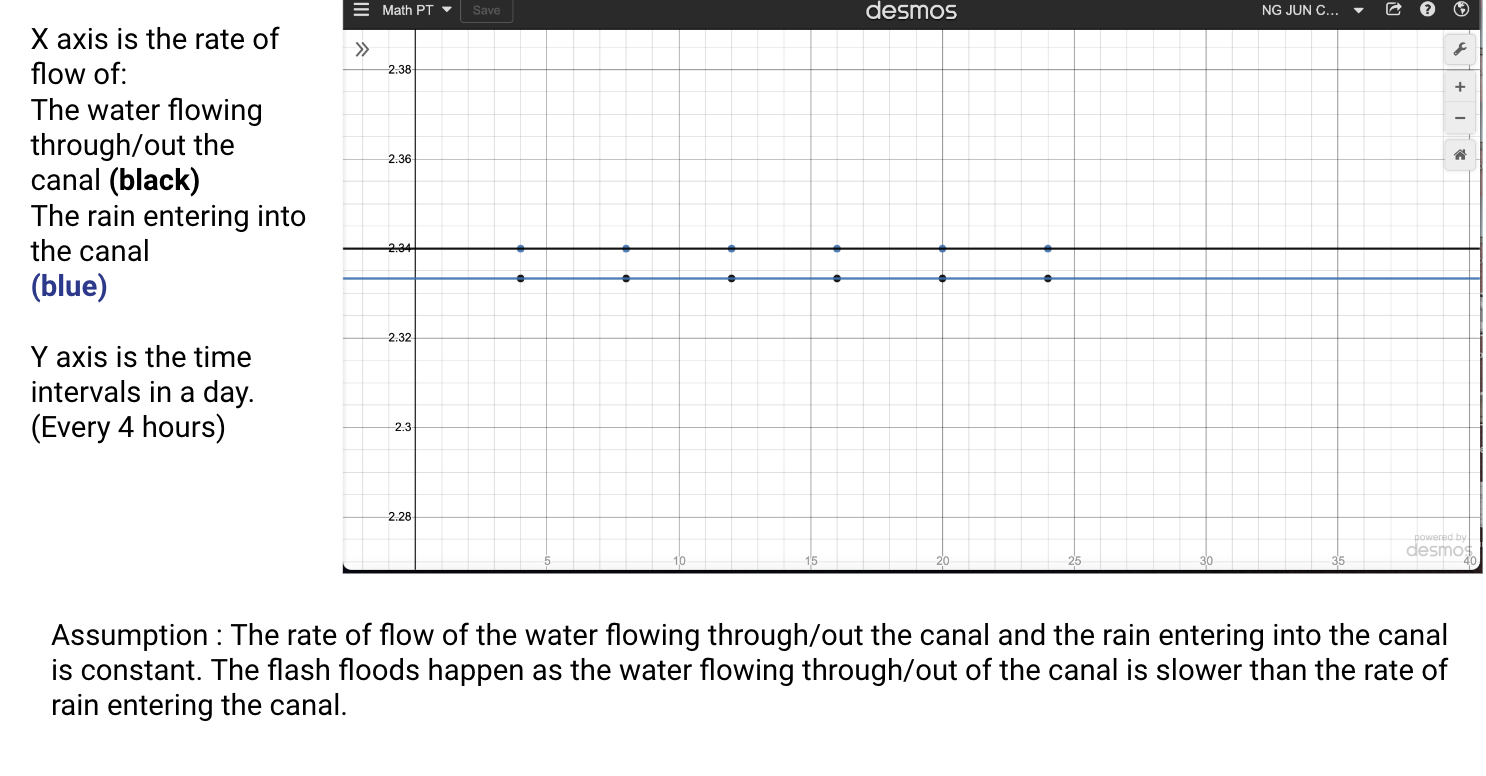 Math PT
Save
desmos
NG JUN C...
X axis is the rate of
flow of:
The water flowing
through/out the
canal (black)
The rain entering into
the canal
(blue)
Y axis is the time
intervals in a day.
(Every 4 hours)
2.38
2.36
2.34
2.32
2.3
2.28
5
10
15
20
25
30
35
40
powered by
desmos
Assumption : The rate of flow of the water flowing through/out the canal and the rain entering into the canal
is constant. The flash floods happen as the water flowing through/out of the canal is slower than the rate of
rain entering the canal.